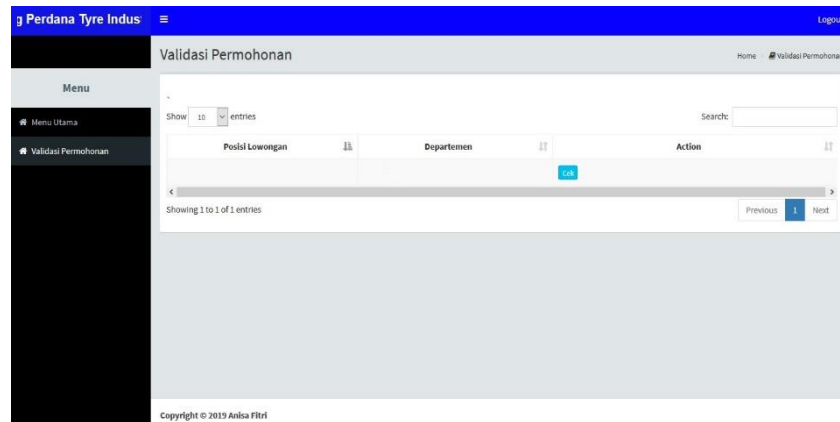 g Perdana Tyre Indus
Logou
Validasi Permohonan
Home Validasi Permohona
Menu
Menu Utama
Validasi Permohonan
Show 10 entries
Search:
Posisi Lowongan Departemen Action
Cek
Showing 1 to 1 of 1 entries
Previous 1 Next
Copyright © 2019 Anisa Fitri